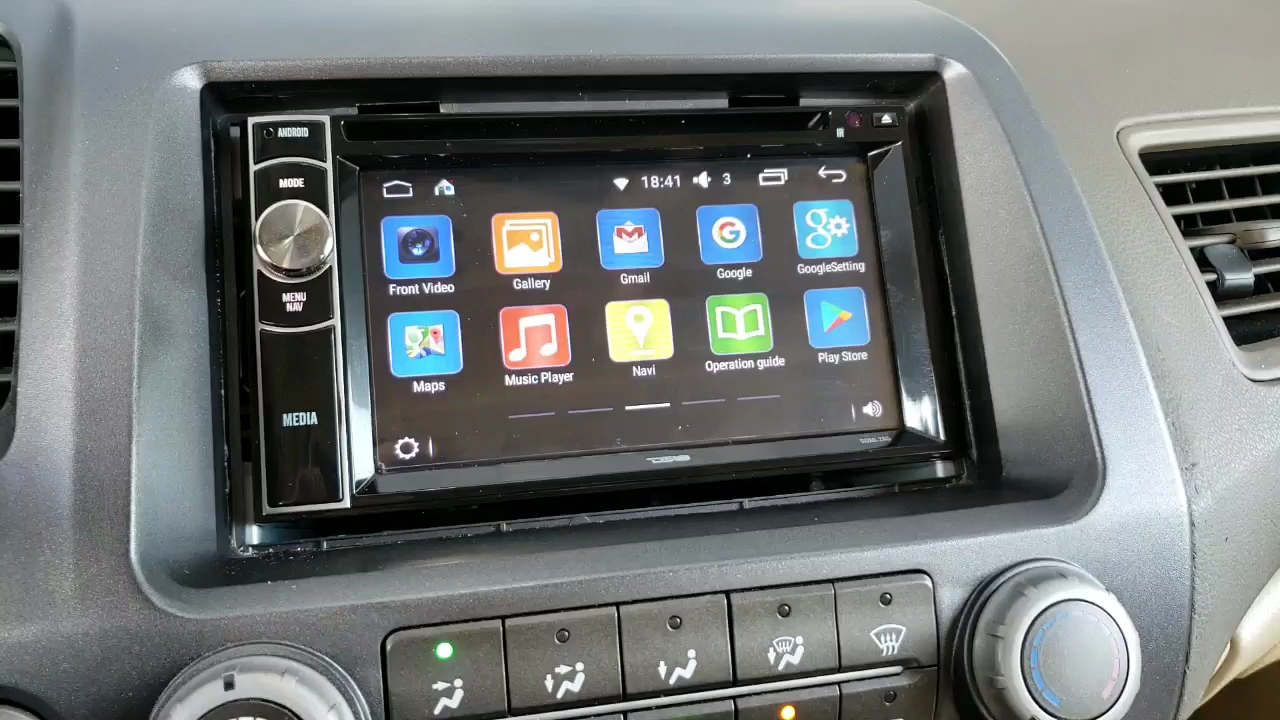 ANDROID
IR
MODE
18:41 3
Front Video
Gallery
Gmail
Google
GoogleSetting
MENU
NAV
Maps
Music Player
Navi
Operation guide
Play Store
MEDIA